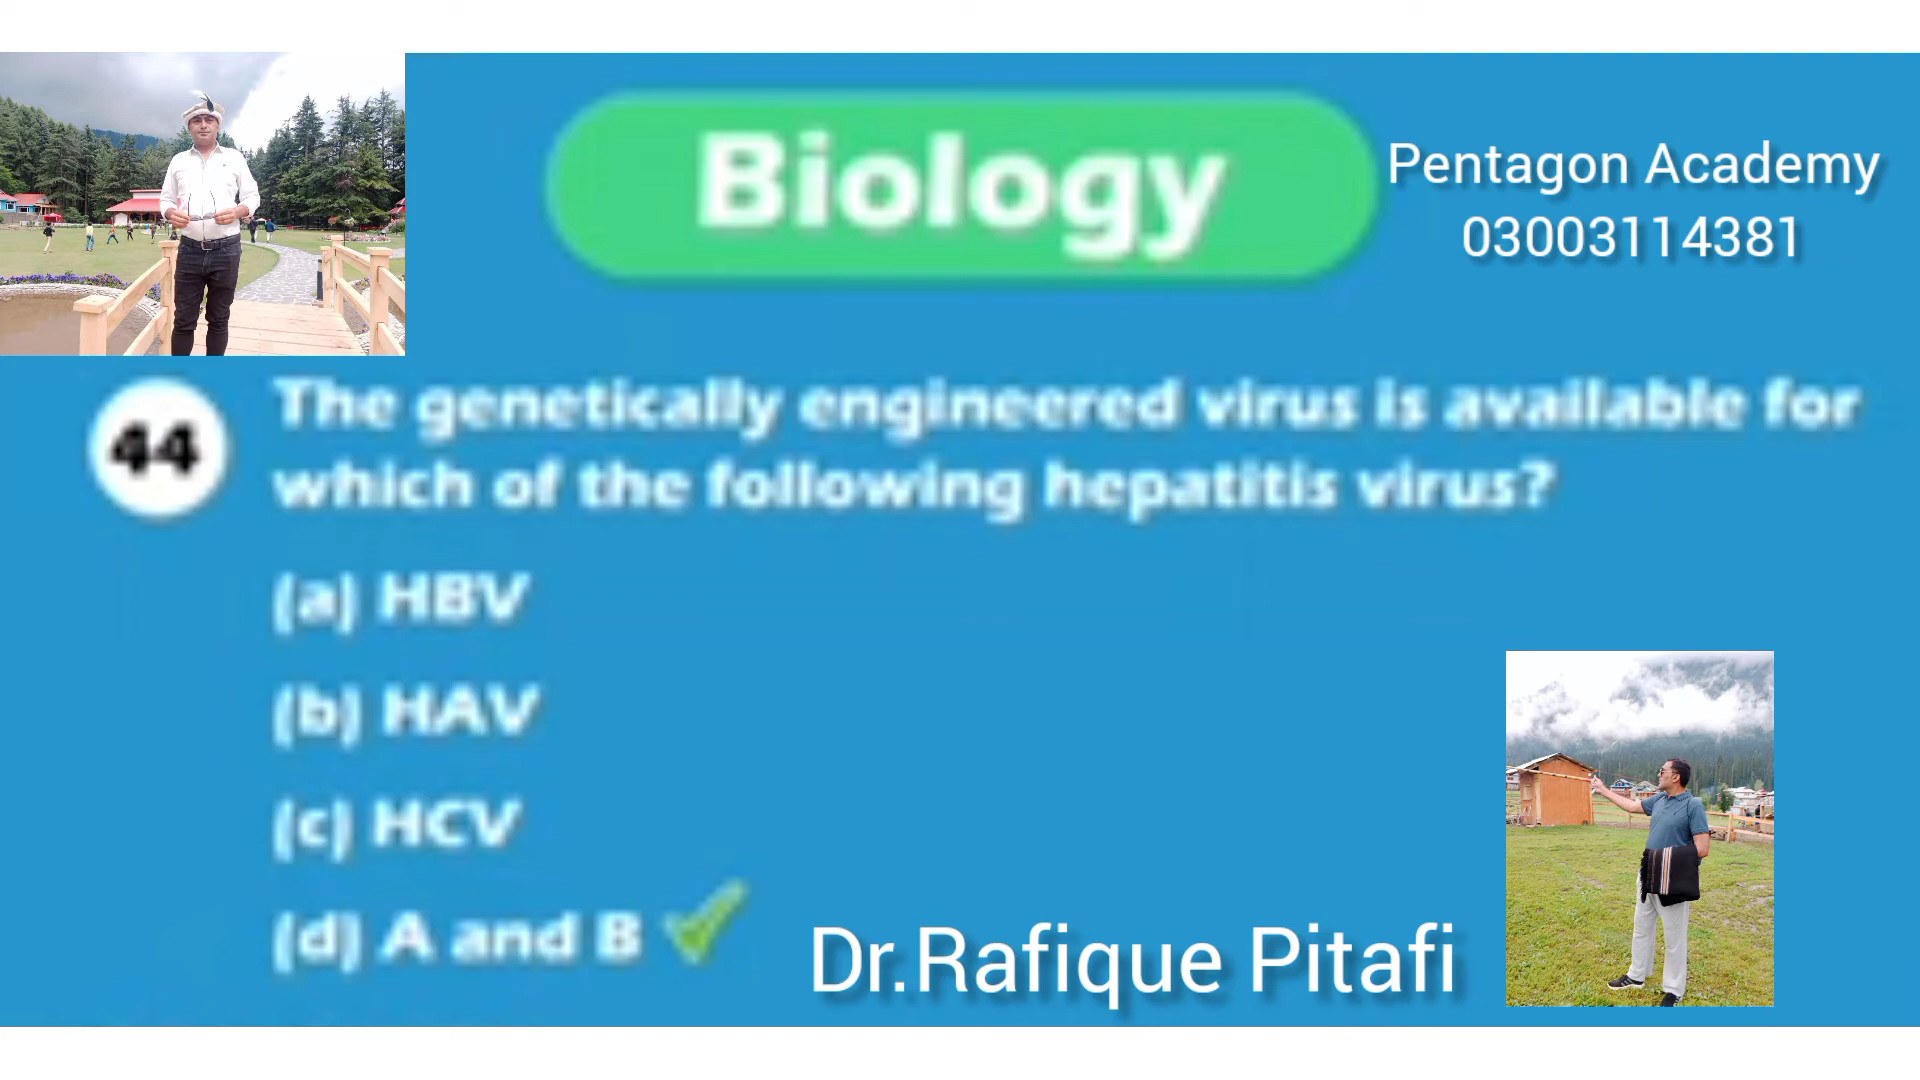 Biology
Pentagon Academy
03003114381
44
The genetically engineered virus is available for
which of the following hepatitis virus?
(a) HBV
(b) HAV
(c) HCV
(d) A and B
Dr.Rafique Pitafi